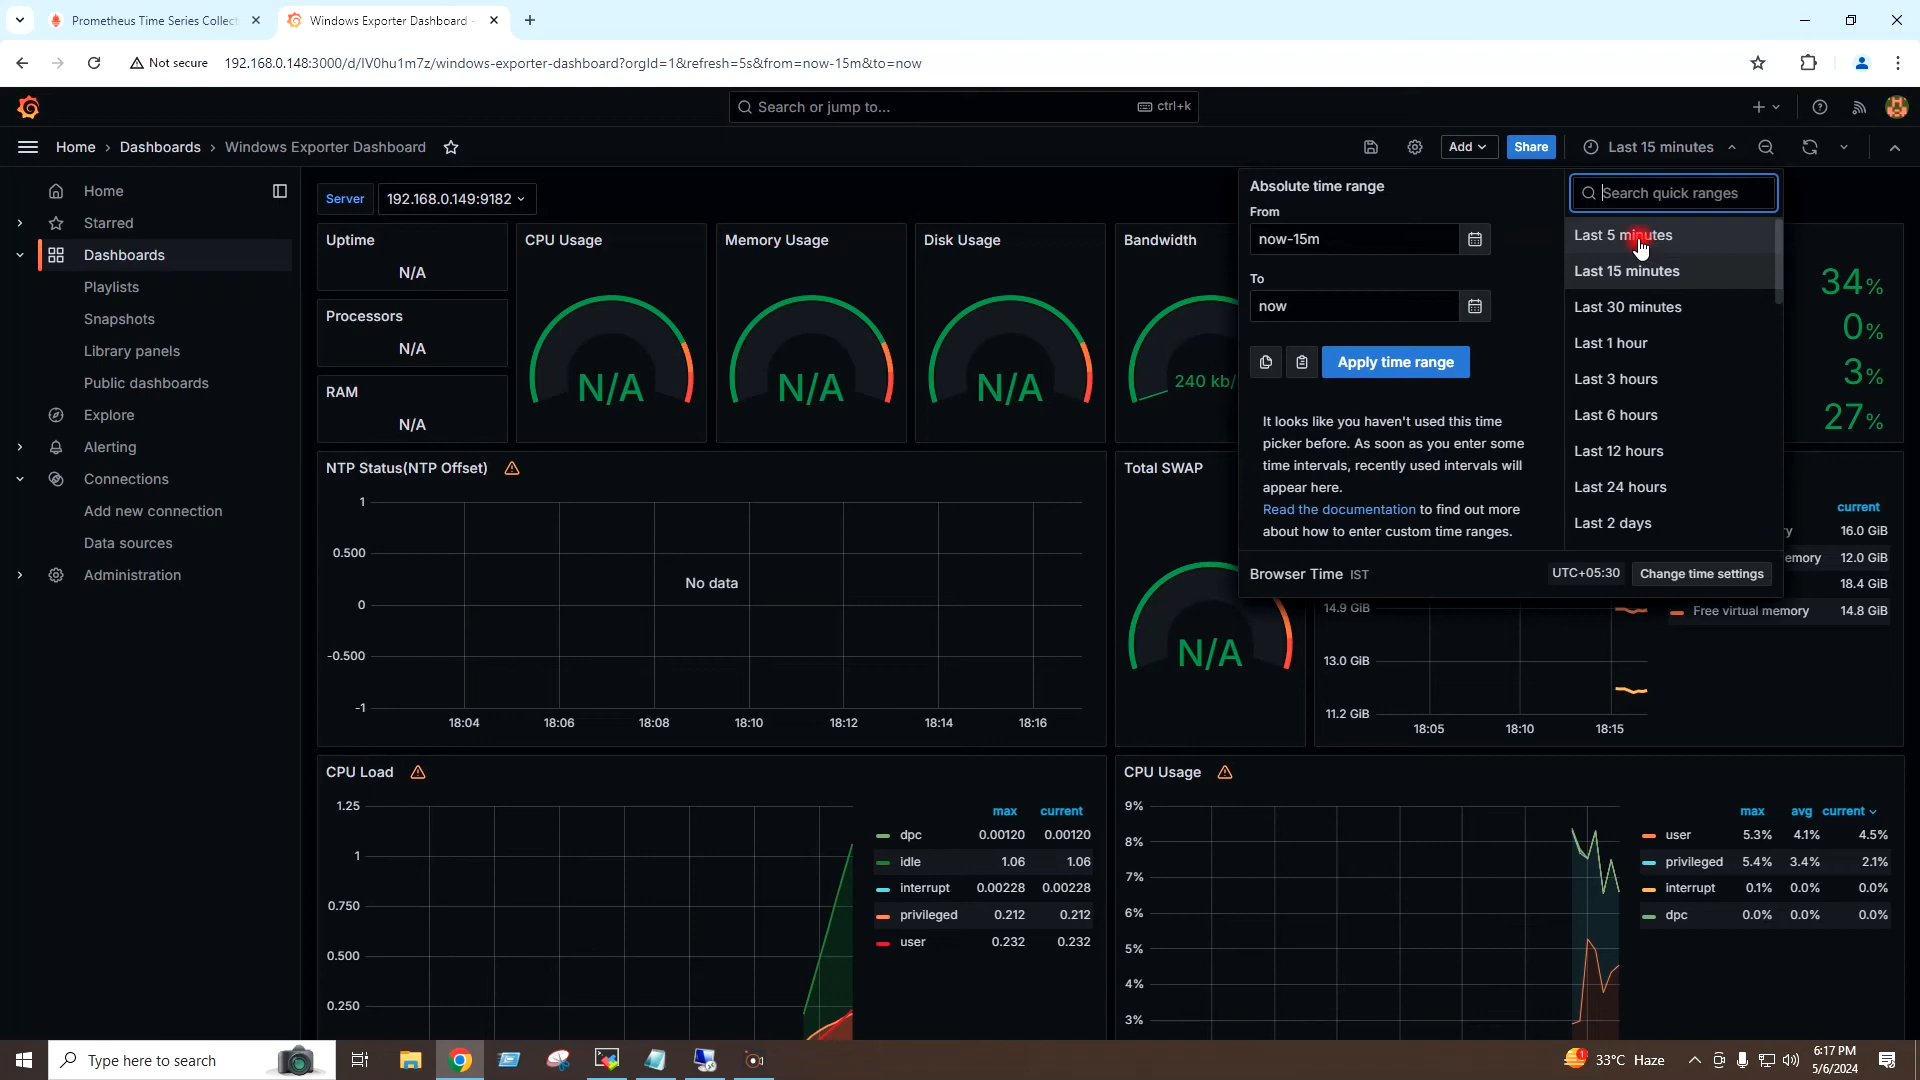 Prometheus Time Series Collect
Windows Exporter Dashboard
Not secure
192.168.0.148:3000/d/IV0hu1m7z/windows-exporter-dashboard?orgId=1&refresh=5s&from=now-15m&to=now
Search or jump to...
ctrl+k
Home › Dashboards › Windows Exporter Dashboard
Add
Share
Last 15 minutes
Home
Starred
Dashboards
Playlists
Snapshots
Library panels
Public dashboards
Explore
Alerting
Connections
Add new connection
Data sources
Administration
Server
192.168.0.149:9182
Uptime
N/A
Processors
N/A
RAM
N/A
CPU Usage
N/A
Memory Usage
N/A
Disk Usage
N/A
Bandwidth
240 kb/
34%
0%
3%
27%
Absolute time range
From
now-15m
To
now
Apply time range
It looks like you haven't used this time
picker before. As soon as you enter some
time intervals, recently used intervals will
appear here.
Read the documentation to find out more
about how to enter custom time ranges.
Search quick ranges
Last 5 minutes
Last 15 minutes
Last 30 minutes
Last 1 hour
Last 3 hours
Last 6 hours
Last 12 hours
Last 24 hours
Last 2 days
Browser Time IST
UTC+05:30
Change time settings
NTP Status(NTP Offset)
1
0.500
0
-0.500
-1
No data
18:04 18:06 18:08 18:10 18:12 18:14 18:16
Total SWAP
N/A
current
y 16.0 GiB
emory 12.0 GiB
18.4 GiB
Free virtual memory 14.8 GiB
14.9 GiB
13.0 GiB
11.2 GiB
18:05 18:10 18:15
CPU Load
1.25
1
0.750
0.500
0.250
max current
dpc 0.00120 0.00120
idle 1.06 1.06
interrupt 0.00228 0.00228
privileged 0.212 0.212
user 0.232 0.232
CPU Usage
9%
8%
7%
6%
5%
4%
3%
max avg current
user 5.3% 4.1% 4.5%
privileged 5.4% 3.4% 2.1%
interrupt 0.1% 0.0% 0.0%
dpc 0.0% 0.0% 0.0%
Type here to search
1
33°C Haze
6:17 PM
5/6/2024